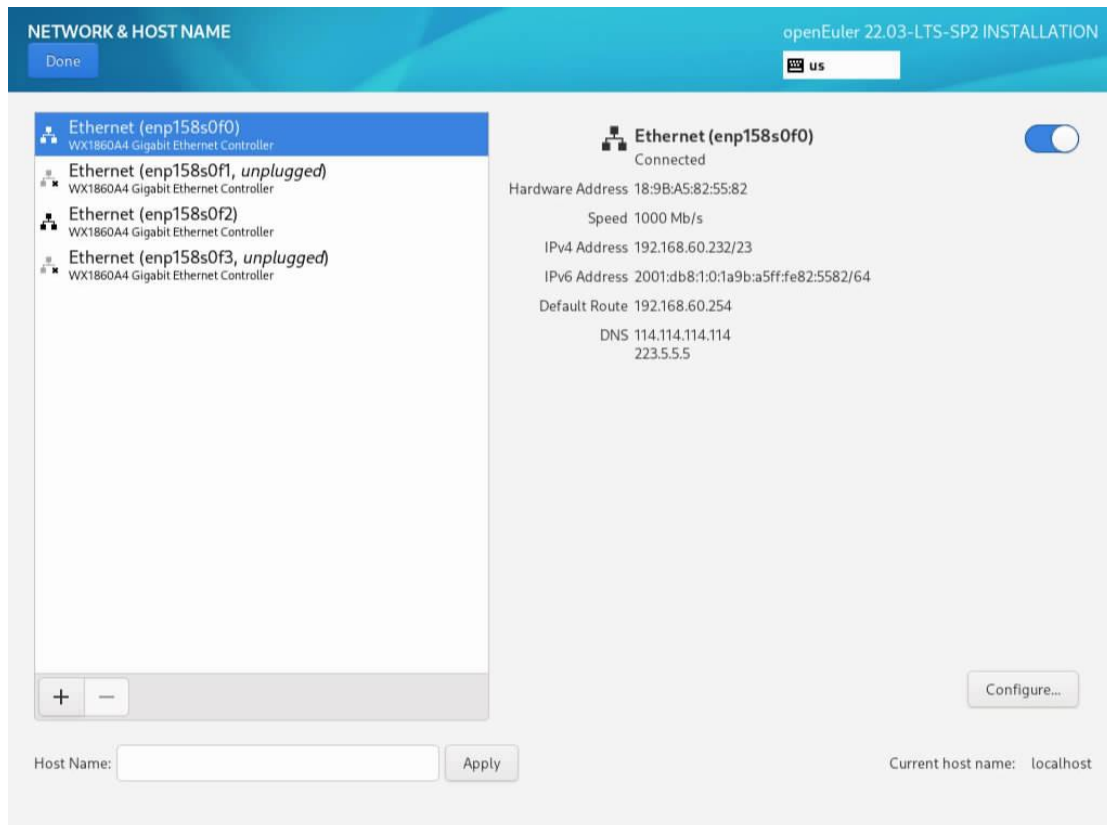 NETWORK & HOST NAME
openEuler 22.03-LTS-SP2 INSTALLATION
Done
us
Ethernet (enp158s0f0)
WX1860A4 Gigabit Ethernet Controller
Ethernet (enp158s0f1, unplugged)
WX1860A4 Gigabit Ethernet Controller
Ethernet (enp158s0f2)
WX1860A4 Gigabit Ethernet Controller
Ethernet (enp158s0f3, unplugged)
WX1860A4 Gigabit Ethernet Controller
Ethernet (enp158s0f0)
Connected
Hardware Address 18:9B:A5:82:55:82
Speed 1000 Mb/s
IPv4 Address 192.168.60.232/23
IPv6 Address 2001:db8:1:0:1a9b:a5ff:fe82:5582/64
Default Route 192.168.60.254
DNS 114.114.114.114
223.5.5.5
+ −
Configure...
Host Name:
Apply
Current host name: localhost